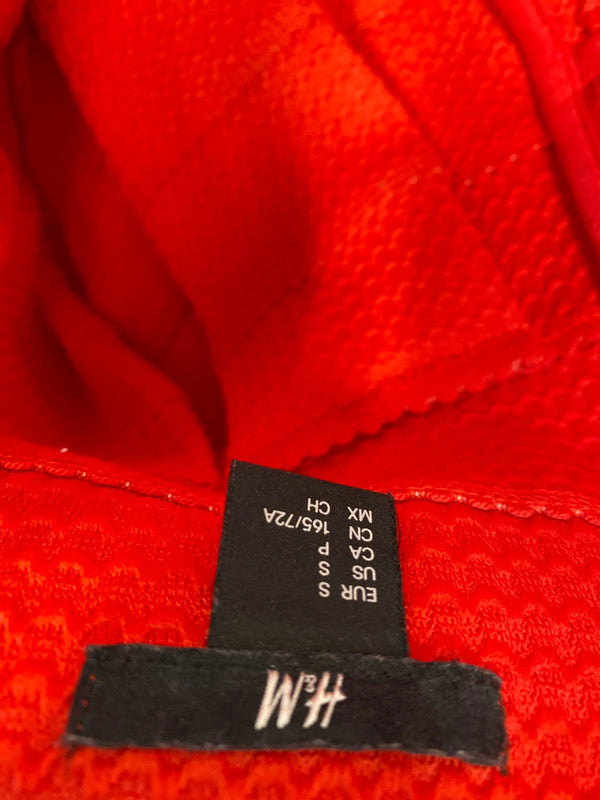 H&M
EUR S
US S
CA P
CN 165/72A
MX CH